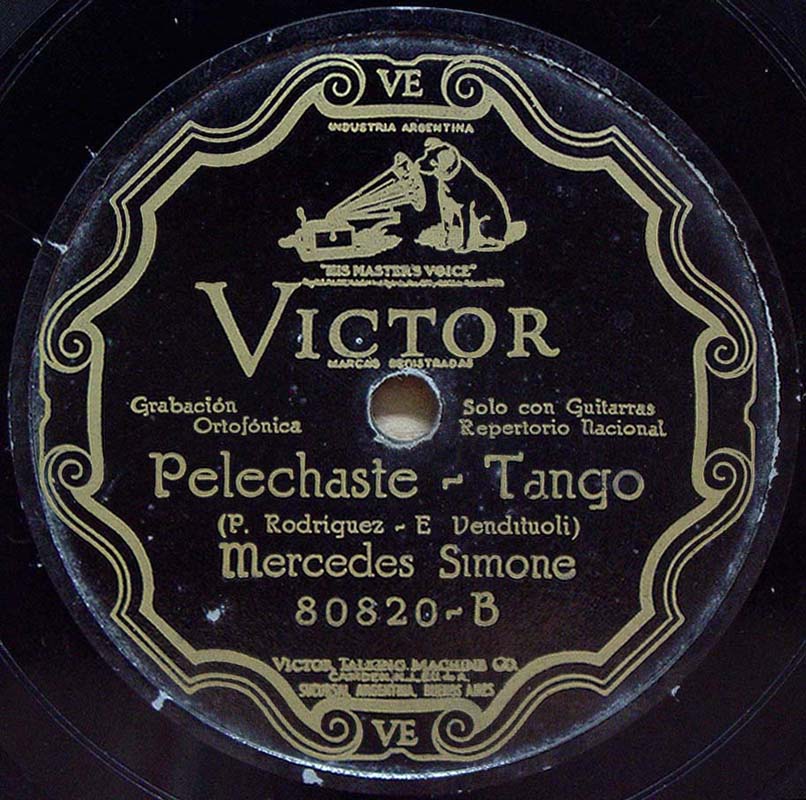 VE
INDUSTRIA ARGENTINA
"HIS MASTER'S VOICE"
VICTOR
MARCAS REGISTRADAS
Grabación
Ortofónica
Solo con Guitarras
Repertorio Nacional
Pelechaste - Tango
(P. Rodriguez - E Vendituoli)
Mercedes Simone
80820-B
VICTOR TALKING MACHINE CO.
CAMDEN, N.J., E.U. de A.
SUCURSAL ARGENTINA, BUENOS AIRES
VE